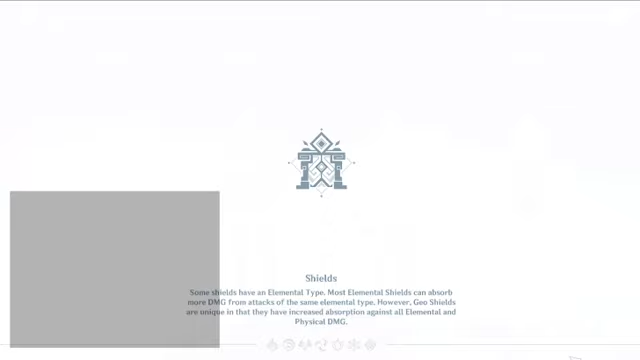 Shields
Some shields have an Elemental Type. Most Elemental Shields can absorb
more DMG from attacks of the same elemental type. However, Geo Shields
are unique in that they have increased absorption against all Elemental and
Physical DMG.